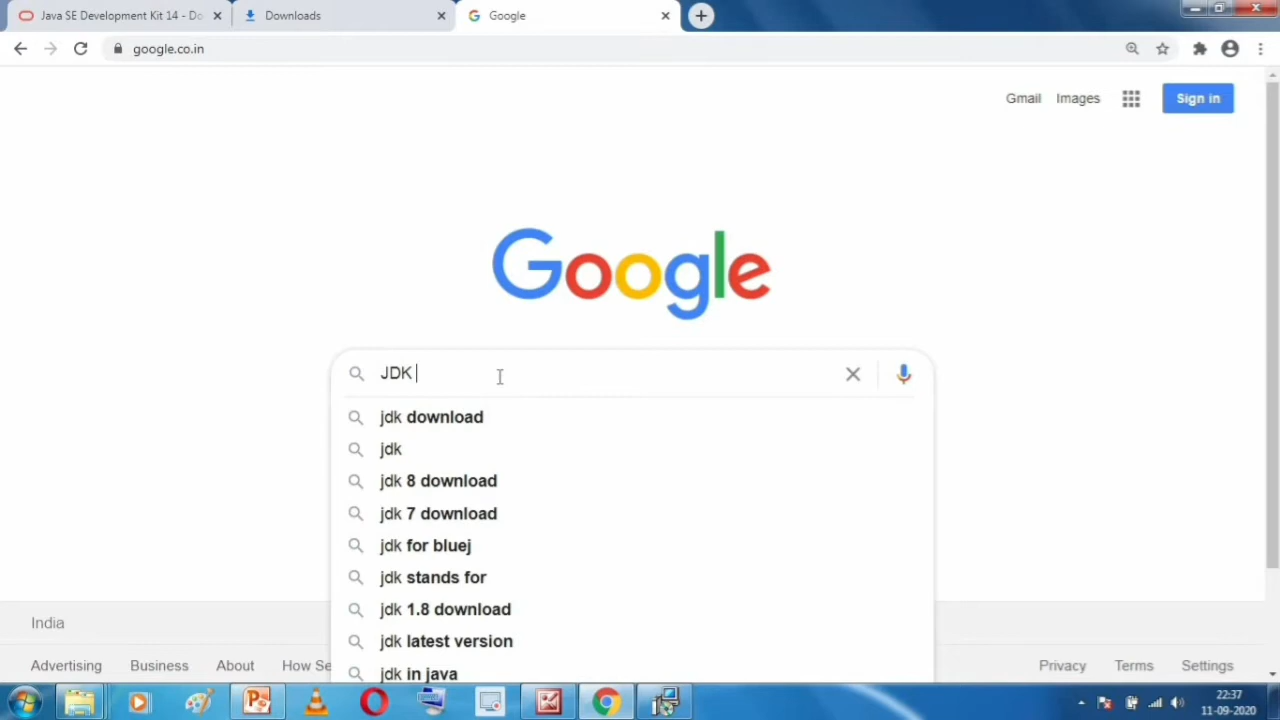 Java SE Development Kit 14 - Do
Downloads
Google
google.co.in
Gmail
Images
Sign in
Google
JDK
jdk download
jdk
jdk 8 download
jdk 7 download
jdk for bluej
jdk stands for
jdk 1.8 download
jdk latest version
jdk in java
India
Advertising
Business
About
How Se
Privacy
Terms
Settings
22:37
11-09-2020